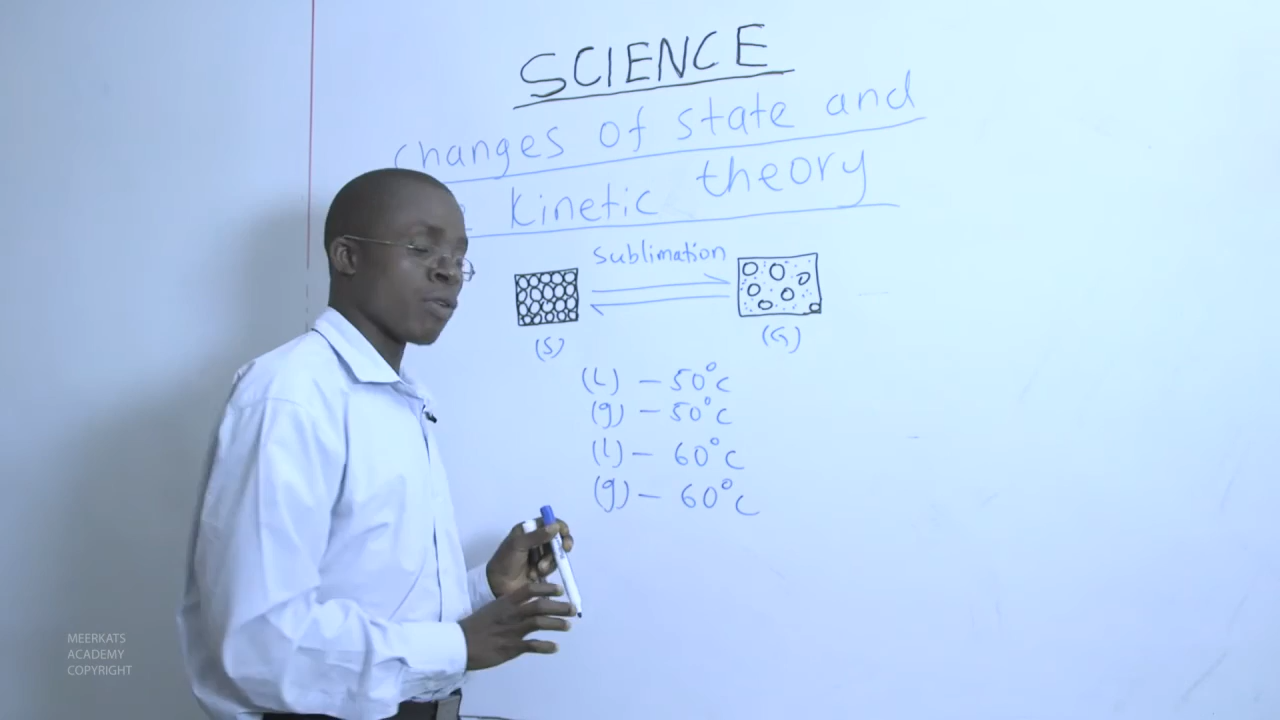 SCIENCE
Changes of state and
Kinetic theory
Sublimation
(S)
(G)
(L) – 50°C
(g) – 50°C
(l) – 60°C
(g) – 60°C
MEERKATS
ACADEMY
COPYRIGHT